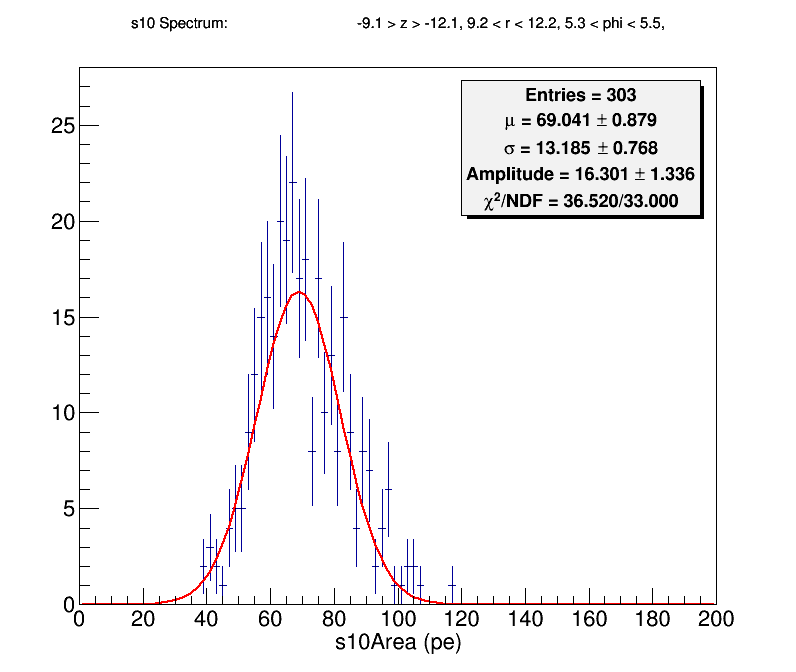 s10 Spectrum: -9.1 > z > -12.1, 9.2 < r < 12.2, 5.3 < phi < 5.5,
Entries = 303
μ = 69.041 ± 0.879
σ = 13.185 ± 0.768
Amplitude = 16.301 ± 1.336
χ²/NDF = 36.520/33.000
25
20
15
10
5
0
0 20 40 60 80 100 120 140 160 180 200
s10Area (pe)